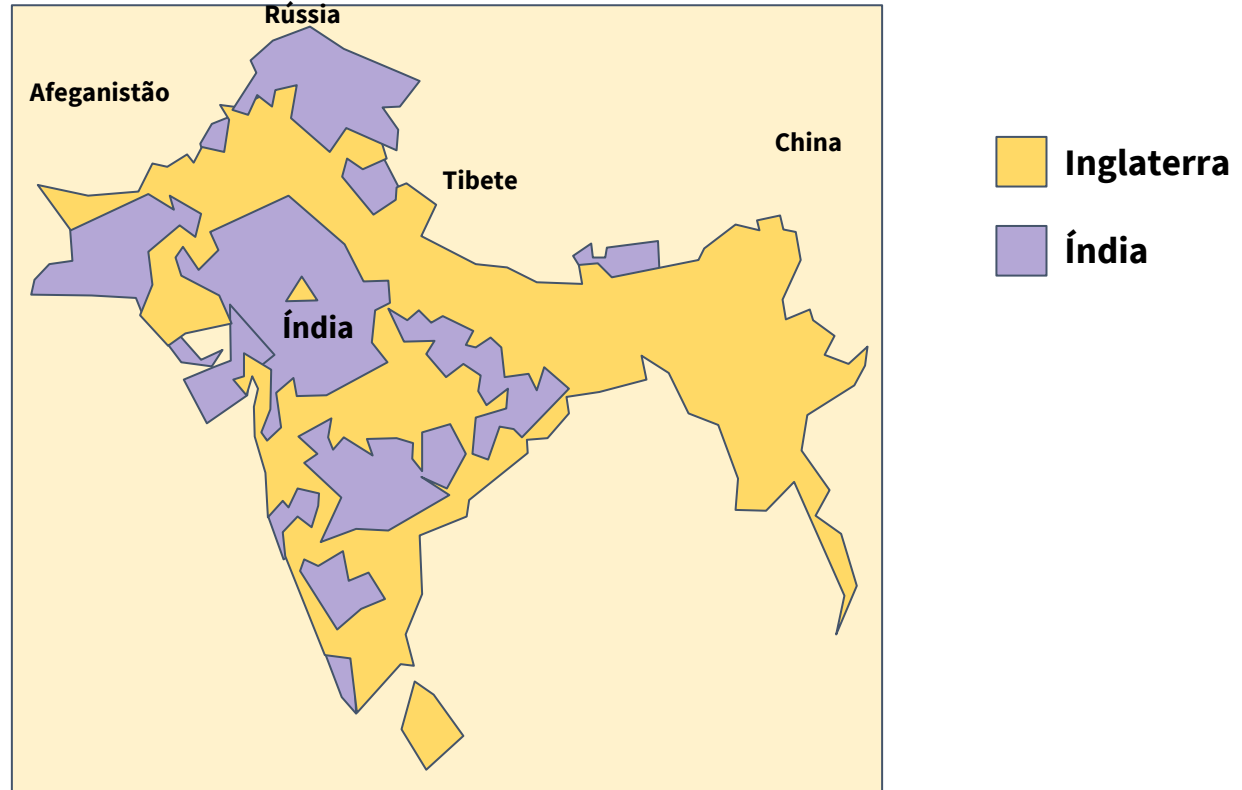 Rússia
Afeganistão
China
Tibete
Índia
Inglaterra
Índia